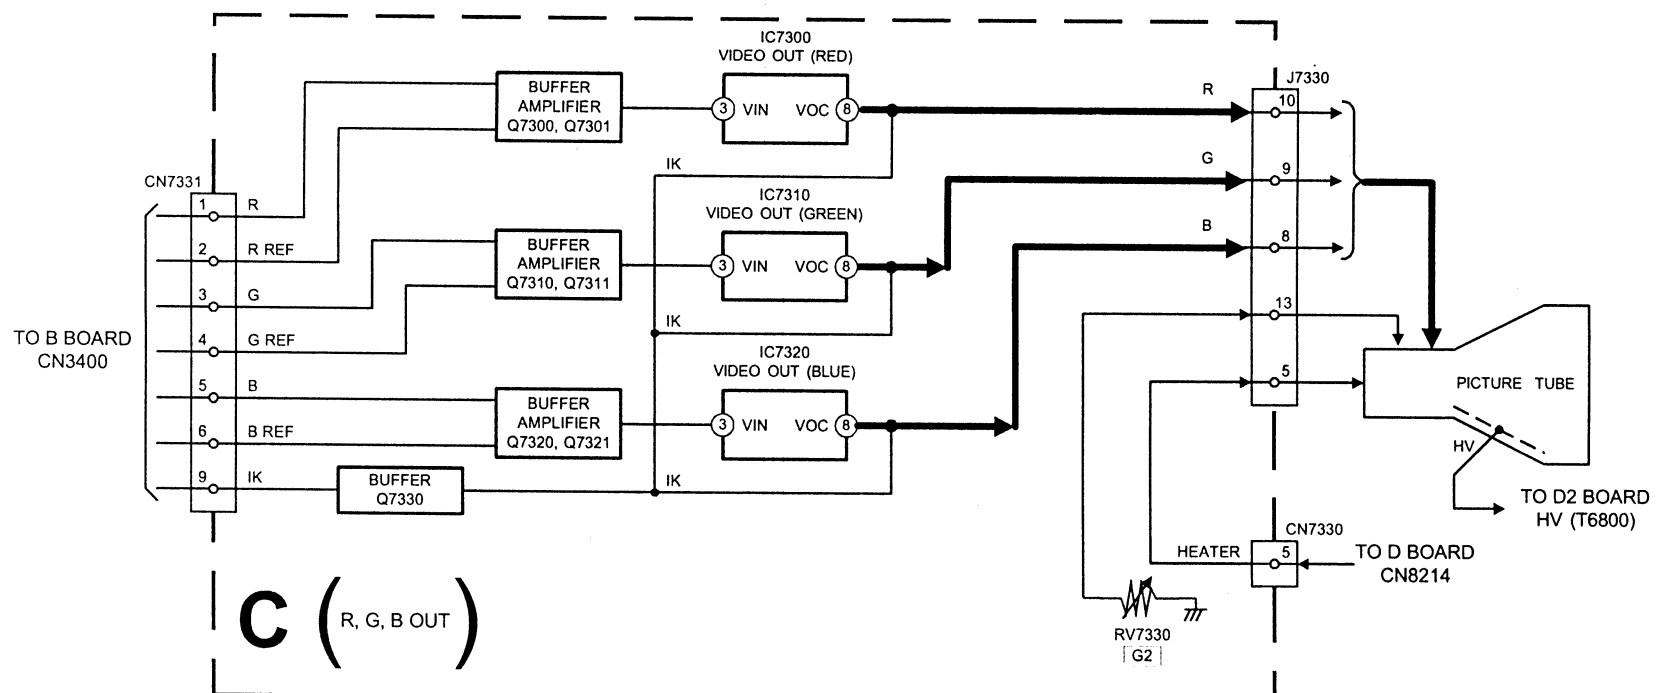 IC7300
VIDEO OUT (RED)
BUFFER
AMPLIFIER
Q7300, Q7301
3 VIN VOC 8
R
J7330
10
IK
G
9
CN7331
1 R
2 R REF
3 G
4 G REF
5 B
6 B REF
9 IK
TO B BOARD
CN3400
IC7310
VIDEO OUT (GREEN)
BUFFER
AMPLIFIER
Q7310, Q7311
3 VIN VOC 8
B
8
IK
13
IC7320
VIDEO OUT (BLUE)
BUFFER
AMPLIFIER
Q7320, Q7321
3 VIN VOC 8
5
PICTURE TUBE
HV
BUFFER
Q7330
IK
TO D2 BOARD
HV (T6800)
CN7330
HEATER
5
TO D BOARD
CN8214
C (R, G, B OUT)
RV7330
G2